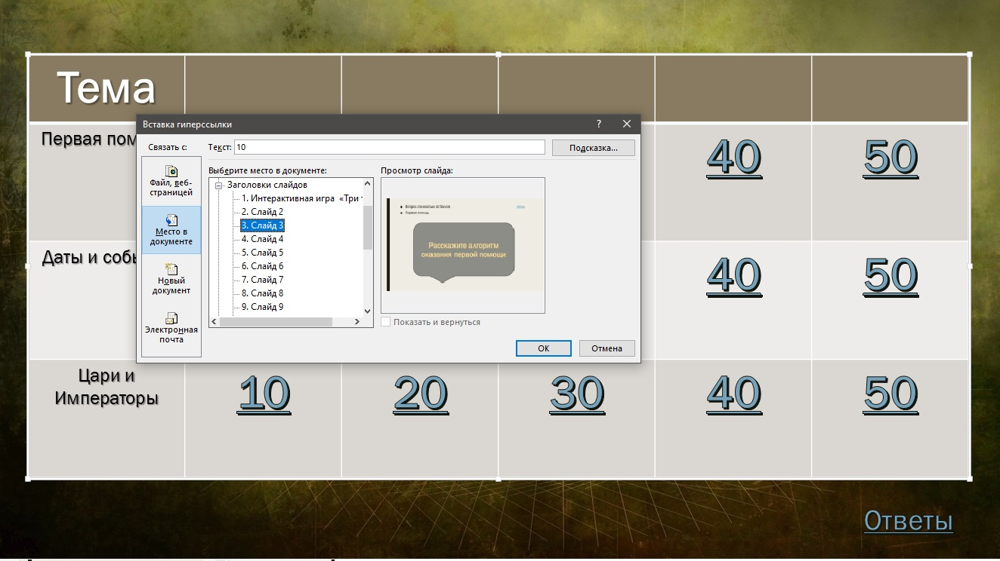 Тема
Первая пом
40
50
Даты и собы
40
50
Цари и
Императоры
10
20
30
40
50
Ответы
Вставка гиперссылки
?
Связать с:
Текст:
10
Подсказка...
Файл, веб-
страницей
Место в
документе
Новый
документ
Электронная
почта
Выберите место в документе:
Заголовки слайдов
1. Интерактивная игра «Три
2. Слайд 2
3. Слайд 3
4. Слайд 4
5. Слайд 5
6. Слайд 6
7. Слайд 7
8. Слайд 8
9. Слайд 9
Просмотр слайда:
Первая помощь
Расскажите алгоритм
оказания первой помощи
Показать и вернуться
ОК
Отмена